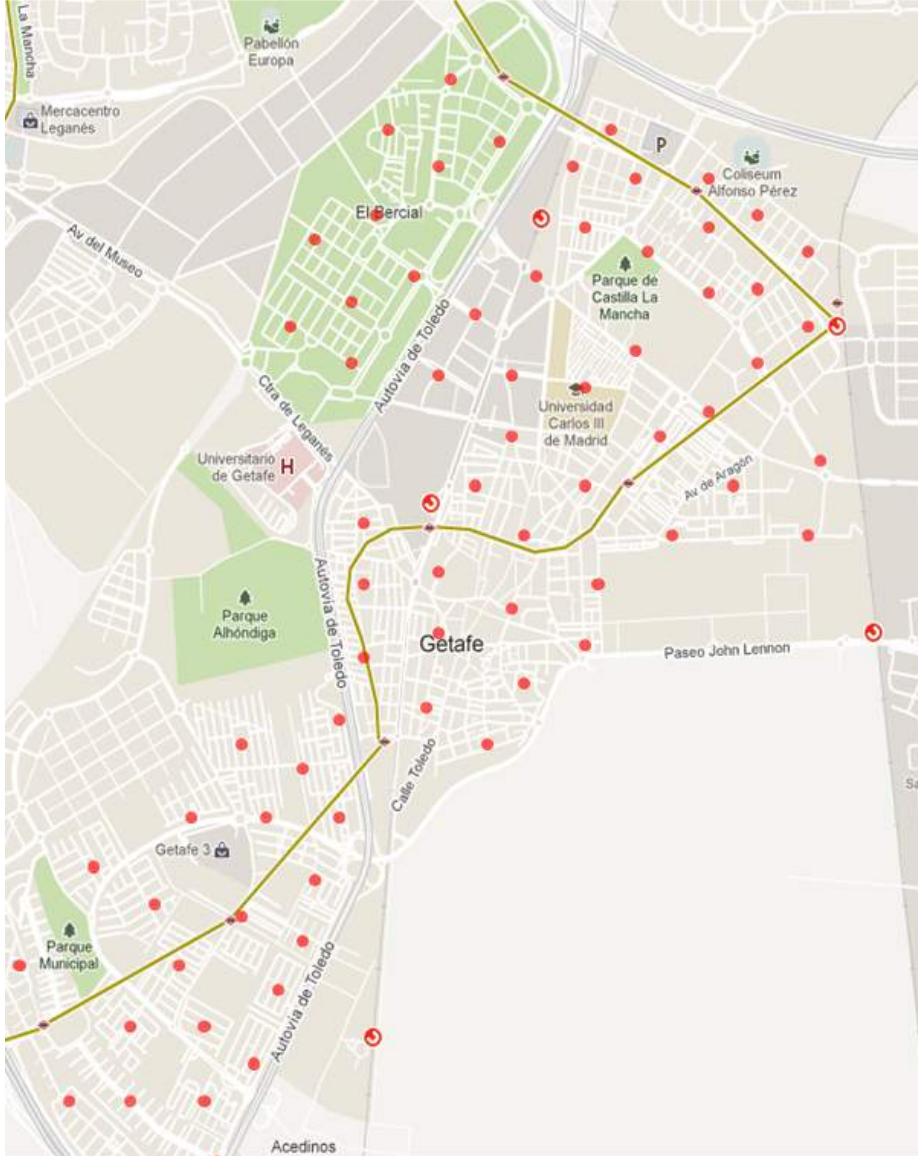 La Mancha
Pabellón
Europa
Mercacentro
Leganés
P
Coliseum
Alfonso Pérez
El Bercial
Av del Museo
Parque de
Castilla La
Mancha
Autovía de Toledo
Ctra de Leganés
Universidad
Carlos III
de Madrid
Universitario
de Getafe
H
Av de Aragón
Autovía de Toledo
Parque
Alhóndiga
Getafe
Paseo John Lennon
Calle Toledo
Sa
Getafe 3
Parque
Municipal
Autovía de Toledo
Acedinos